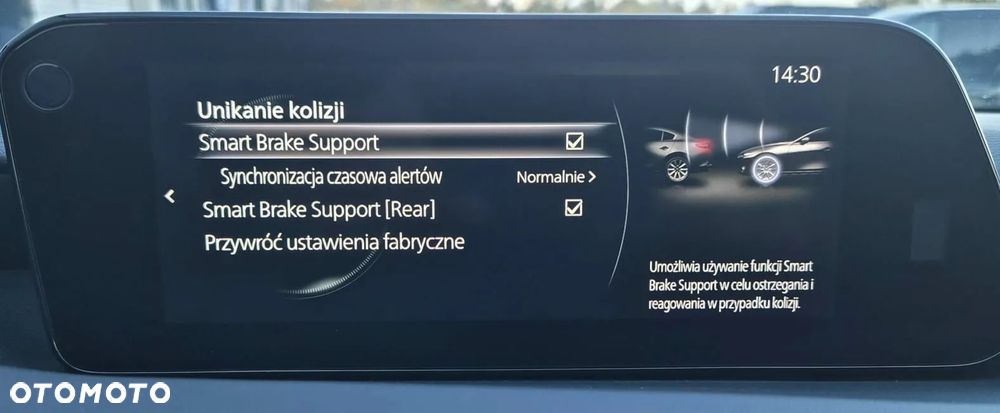 14:30
Unikanie kolizji
Smart Brake Support
Synchronizacja czasowa alertów Normalnie >
Smart Brake Support [Rear]
Przywróć ustawienia fabryczne
Umożliwia używanie funkcji Smart
Brake Support w celu ostrzegania i
reagowania w przypadku kolizji.
OTOMOTO